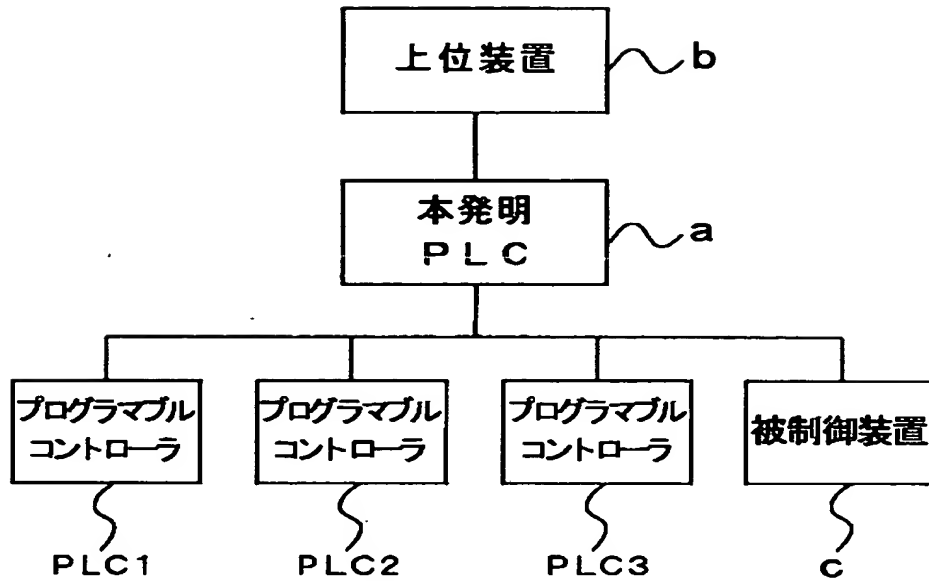 上位装置
b
本発明
PLC
a
プログラマブル
コントローラ
プログラマブル
コントローラ
プログラマブル
コントローラ
被制御装置
PLC1
PLC2
PLC3
c